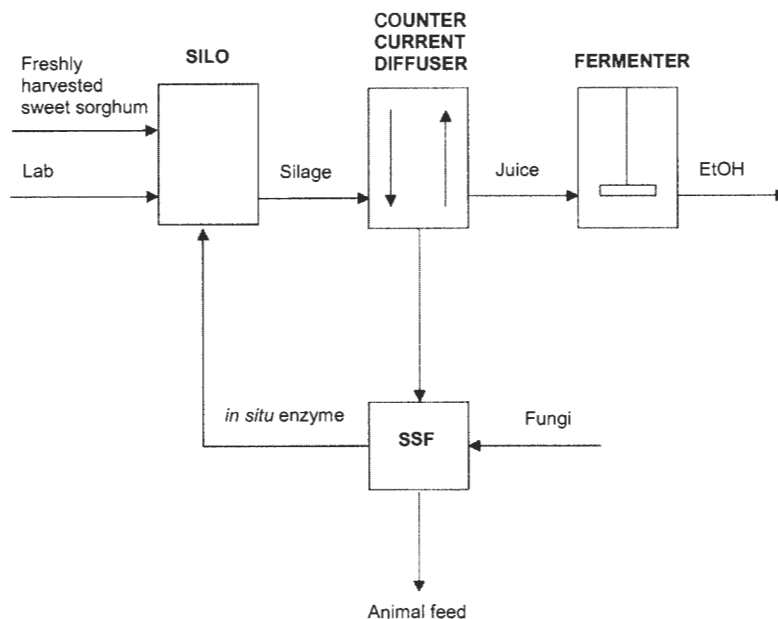 COUNTER
CURRENT
DIFFUSER
SILO
FERMENTER
Freshly
harvested
sweet sorghum
Lab
Silage
Juice
EtOH
in situ enzyme
SSF
Fungi
Animal feed